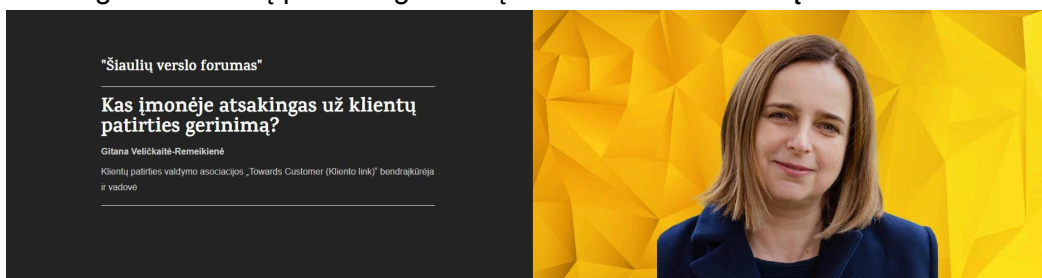 "Šiaulių verslo forumas"
Kas įmonėje atsakingas už klientų
patirties gerinimą?
Gitana Veličkaitė-Remeikienė
Klientų patirties valdymo asociacijos „Towards Customer (Kliento link)“ bendraįkūrėja
ir vadovė